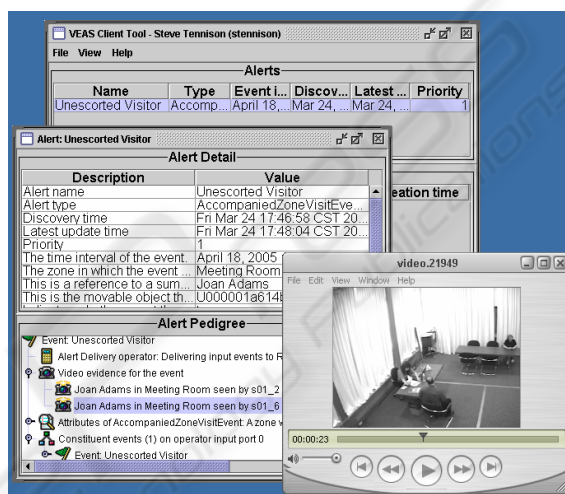 VEAS Client Tool - Steve Tennison (stennison)
File View Help
Alerts
Name Type Event i... Discov... Latest ... Priority
Unescorted Visitor Accomp... April 18,... Mar 24, ... Mar 24, ... 1
Alert: Unescorted Visitor
Alert Detail
eation time
Description Value
Alert name Unescorted Visitor
Alert type AccompaniedZoneVisitEve...
Discovery time Fri Mar 24 17:46:58 CST 20...
Latest update time Fri Mar 24 17:48:04 CST 20...
Priority 1
The time interval of the event. April 18, 2005
The zone in which the event ... Meeting Room
This is a reference to a sum... Joan Adams
This is the movable object th... U000001a614b
Alert Pedigree
Event: Unescorted Visitor
Alert Delivery operator: Delivering input events to R
Video evidence for the event
Joan Adams in Meeting Room seen by s01_2
Joan Adams in Meeting Room seen by s01_6
Attributes of AccompaniedZoneVisitEvent: A zone v
Constituent events (1) on operator input port 0
Event: Unescorted Visitor
video.21949
File Edit View Window Help
00:00:23